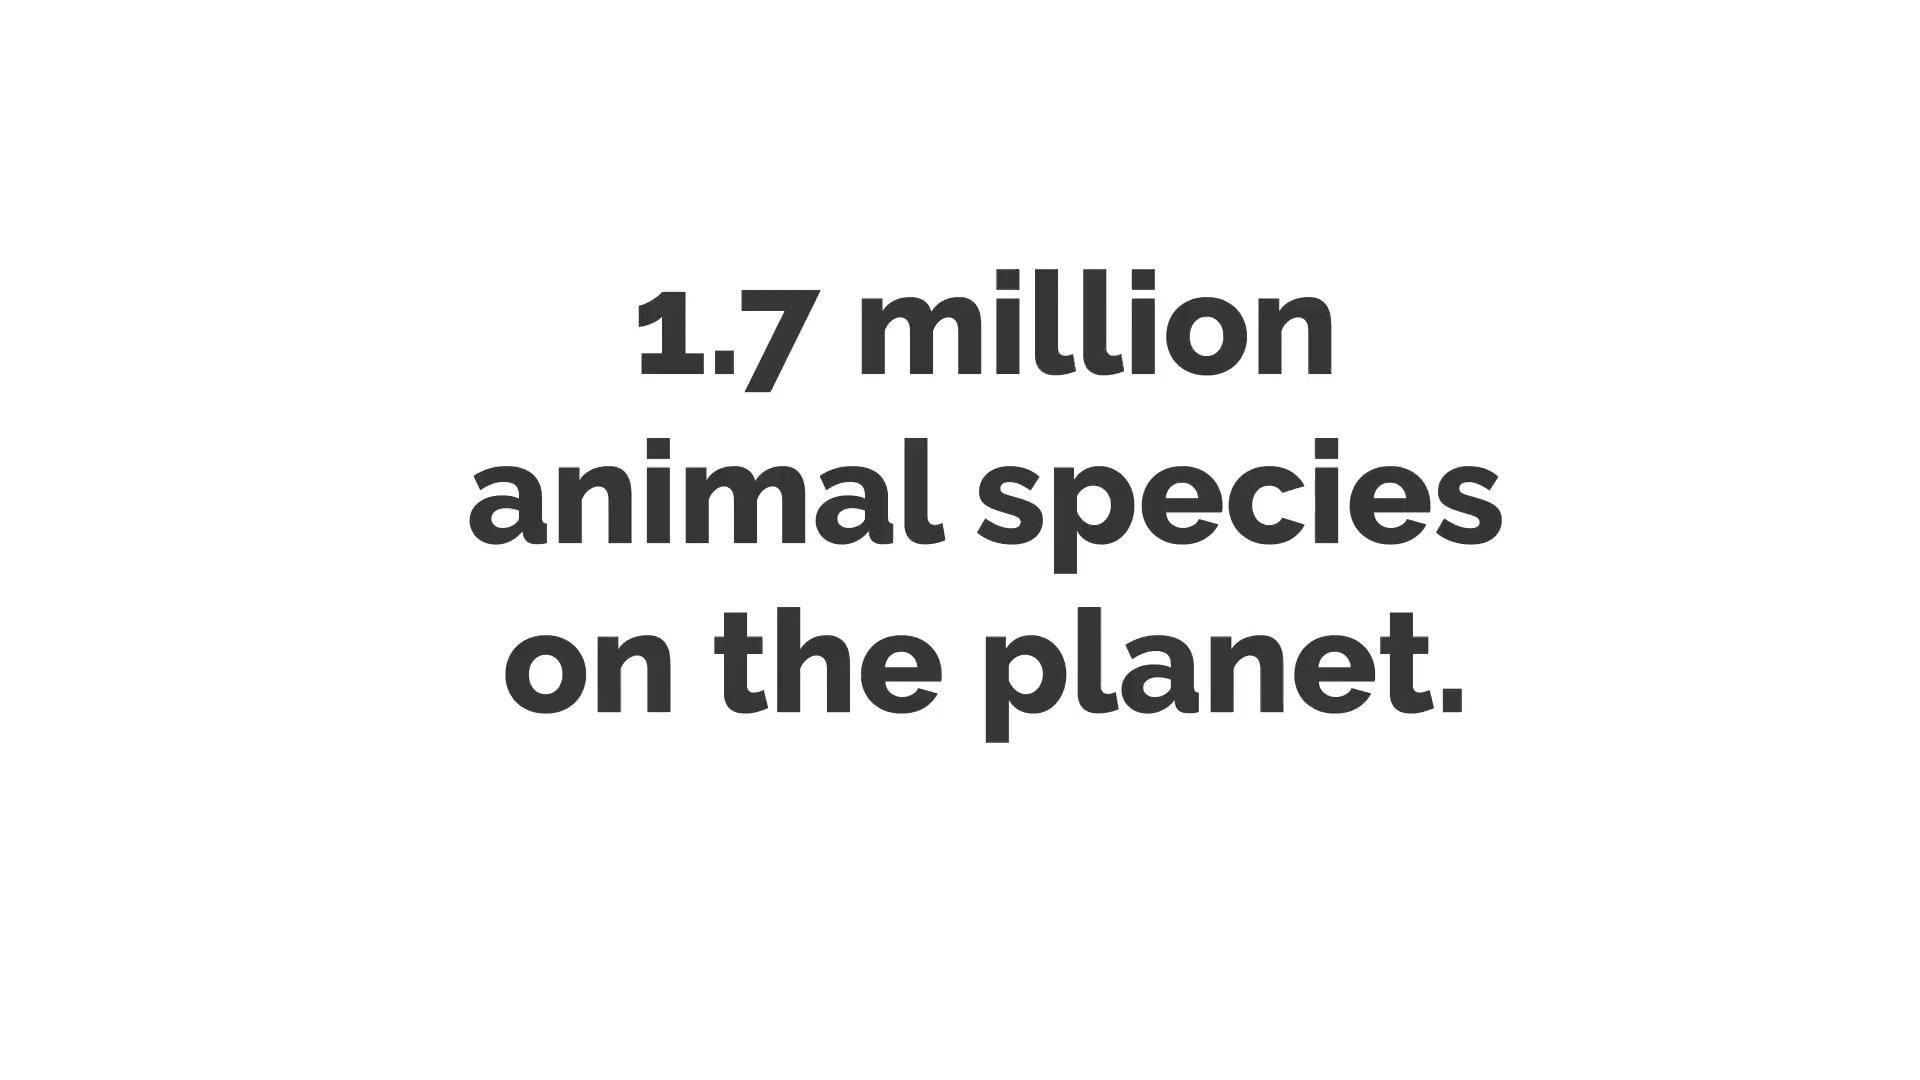 1.7 million
animal species
on the planet.